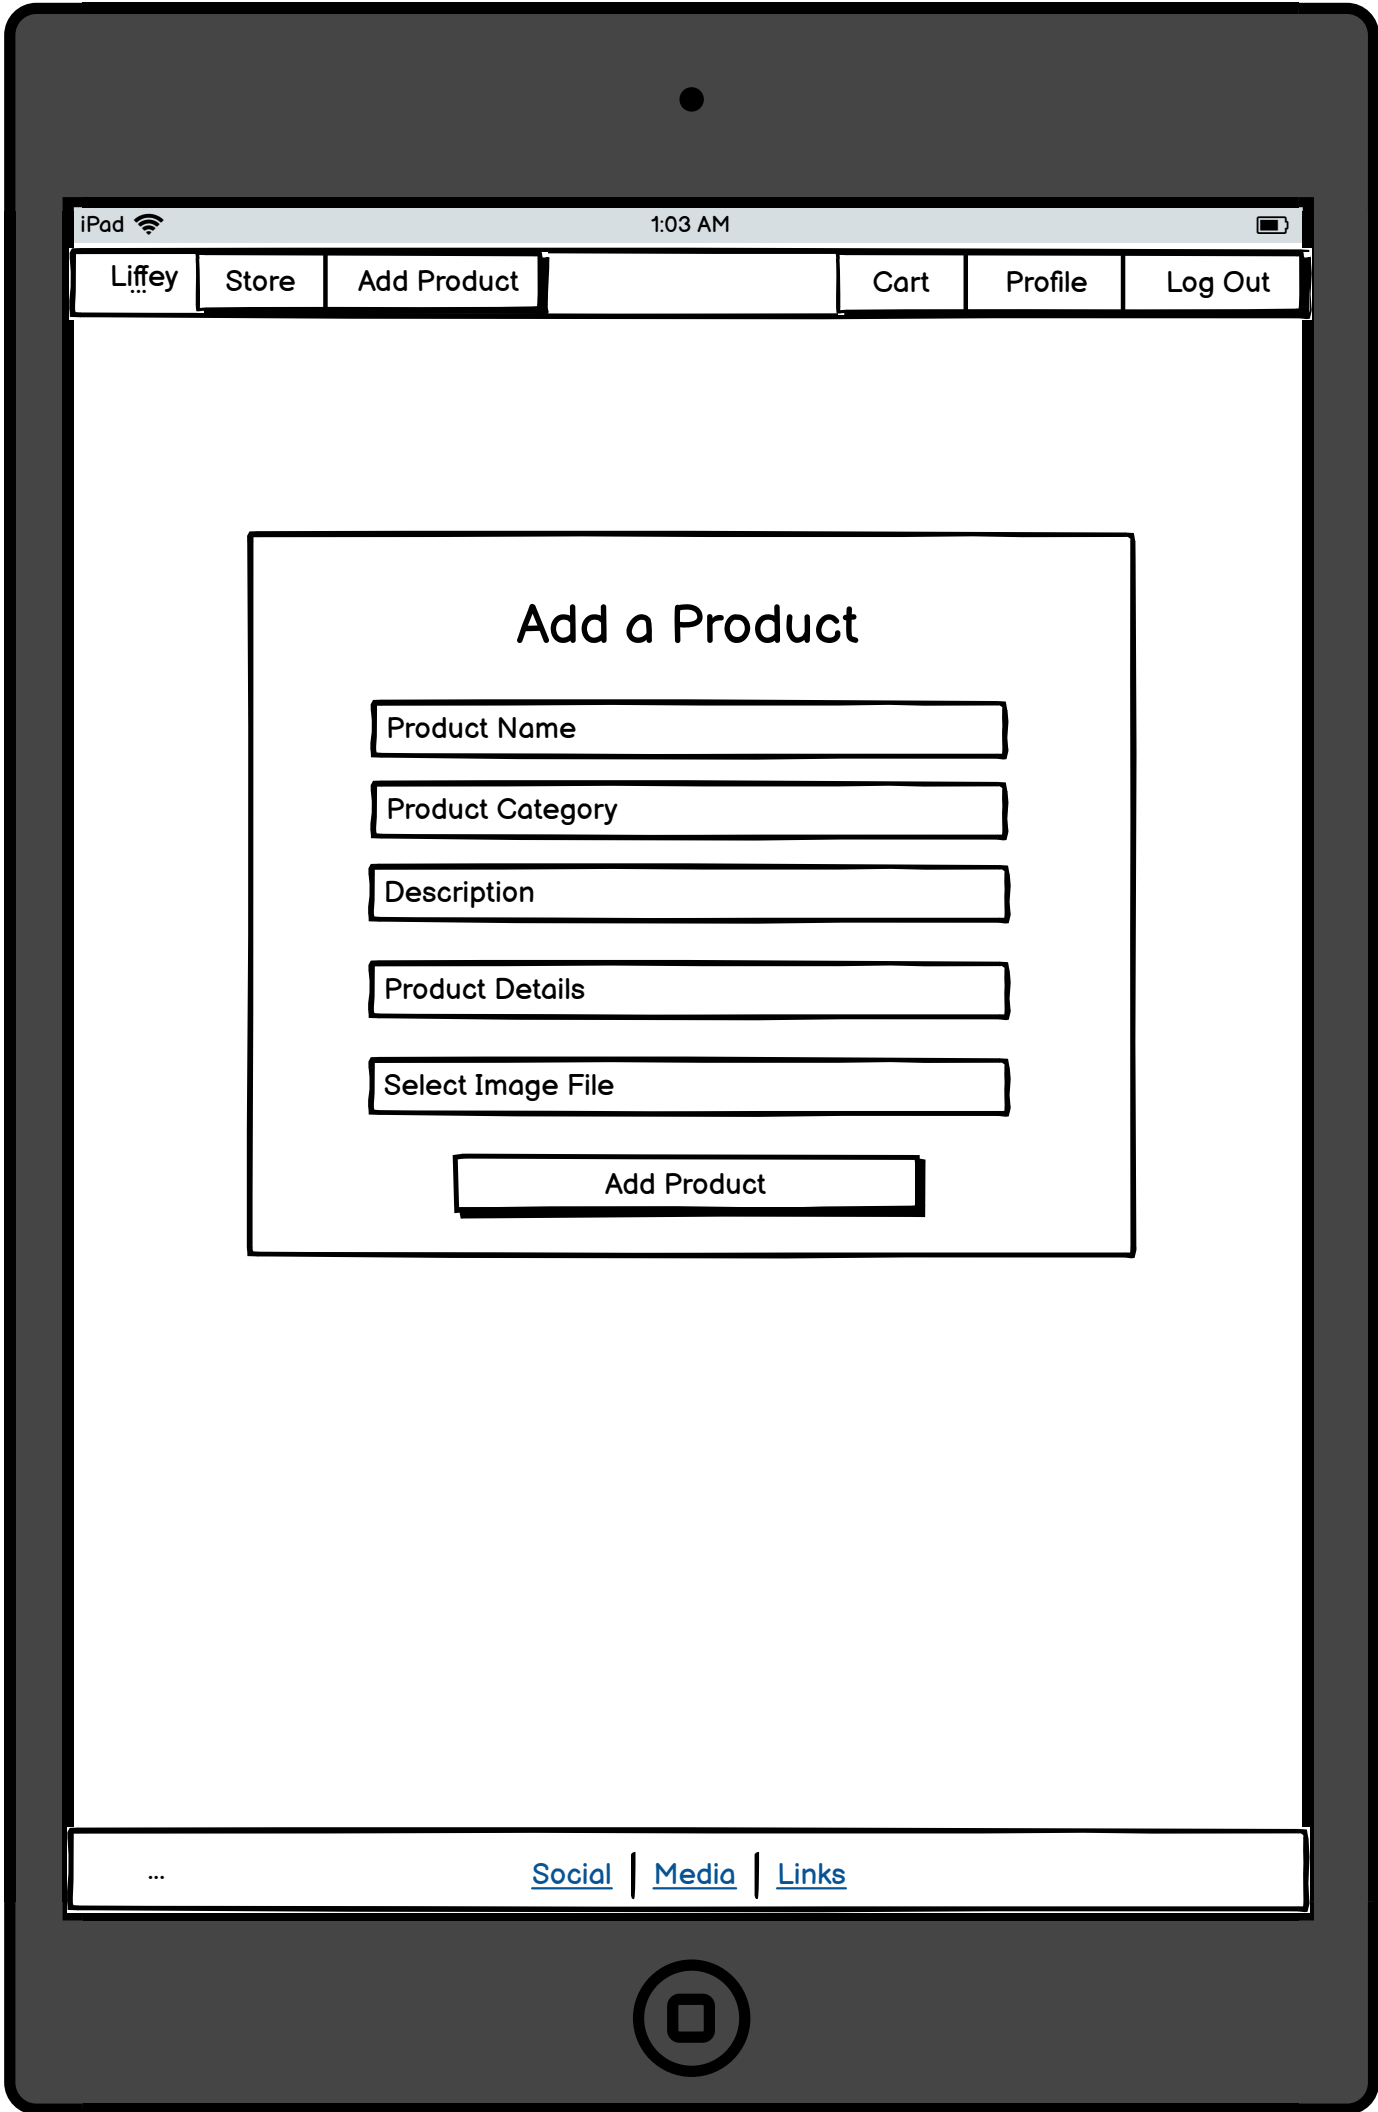 iPad 1:03 AM
Liffey Store Add Product Cart Profile Log Out
...
Add a Product
Product Name
Product Category
Description
Product Details
Select Image File
Add Product
... Social Media Links